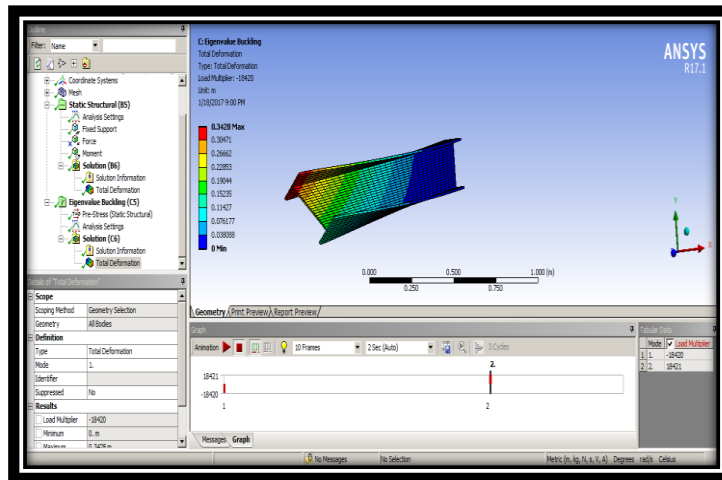 Outline
Filter: Name
Coordinate Systems
Mesh
Static Structural (B5)
Analysis Settings
Fixed Support
Force
Moment
Solution (B6)
Solution Information
Total Deformation
Eigenvalue Buckling (C5)
Pre-Stress (Static Structural)
Analysis Settings
Solution (C6)
Solution Information
Total Deformation
Details of "Total Deformation"
Scope
Scoping Method Geometry Selection
Geometry All Bodies
Definition
Type Total Deformation
Mode 1.
Identifier
Suppressed No
Results
Load Multiplier -18420
Minimum 0. m
Maximum 0.3428 m
C: Eigenvalue Buckling
Total Deformation
Type: Total Deformation
Load Multiplier: -18420
Unit: m
1/18/2017 9:00 PM
0.3428 Max
0.30471
0.26662
0.22853
0.19044
0.15235
0.11427
0.076177
0.038088
0 Min
ANSYS
R17.1
Y
X
0.000 0.500 1.000 (m)
0.250 0.750
Geometry Print Preview Report Preview
Graph
Animation 10 Frames 2 Sec (Auto) 3 Cycles
2.
18421
-18420
1 2
Messages Graph
Tabular Data
Mode Load Multiplier
1 1. -18420
2 2. 18421
No Messages No Selection Metric (m, kg, N, s, V, A) Degrees rad/s Celsius